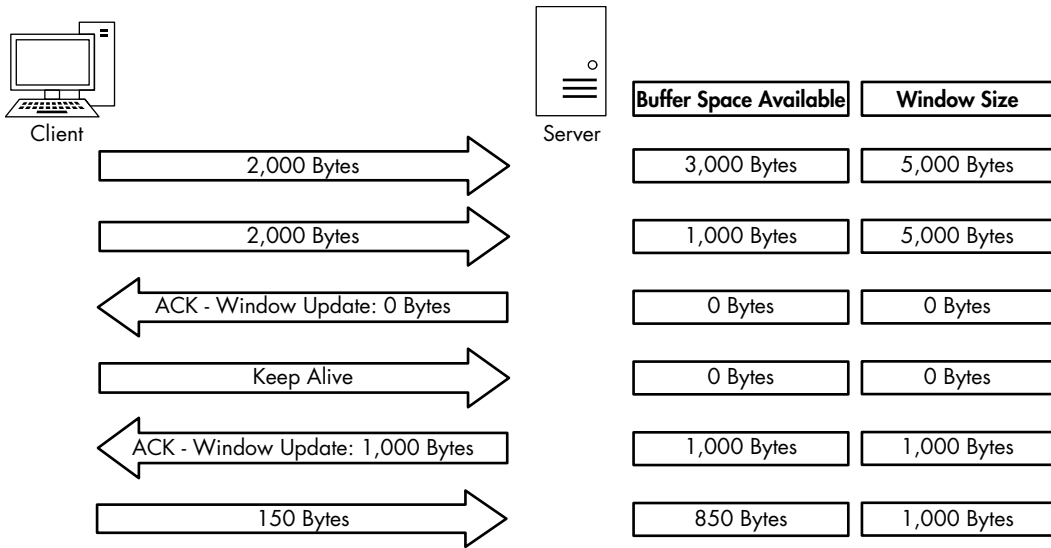 Client
Server
Buffer Space Available Window Size
2,000 Bytes 3,000 Bytes 5,000 Bytes
2,000 Bytes 1,000 Bytes 5,000 Bytes
ACK - Window Update: 0 Bytes 0 Bytes 0 Bytes
Keep Alive 0 Bytes 0 Bytes
ACK - Window Update: 1,000 Bytes 1,000 Bytes 1,000 Bytes
150 Bytes 850 Bytes 1,000 Bytes